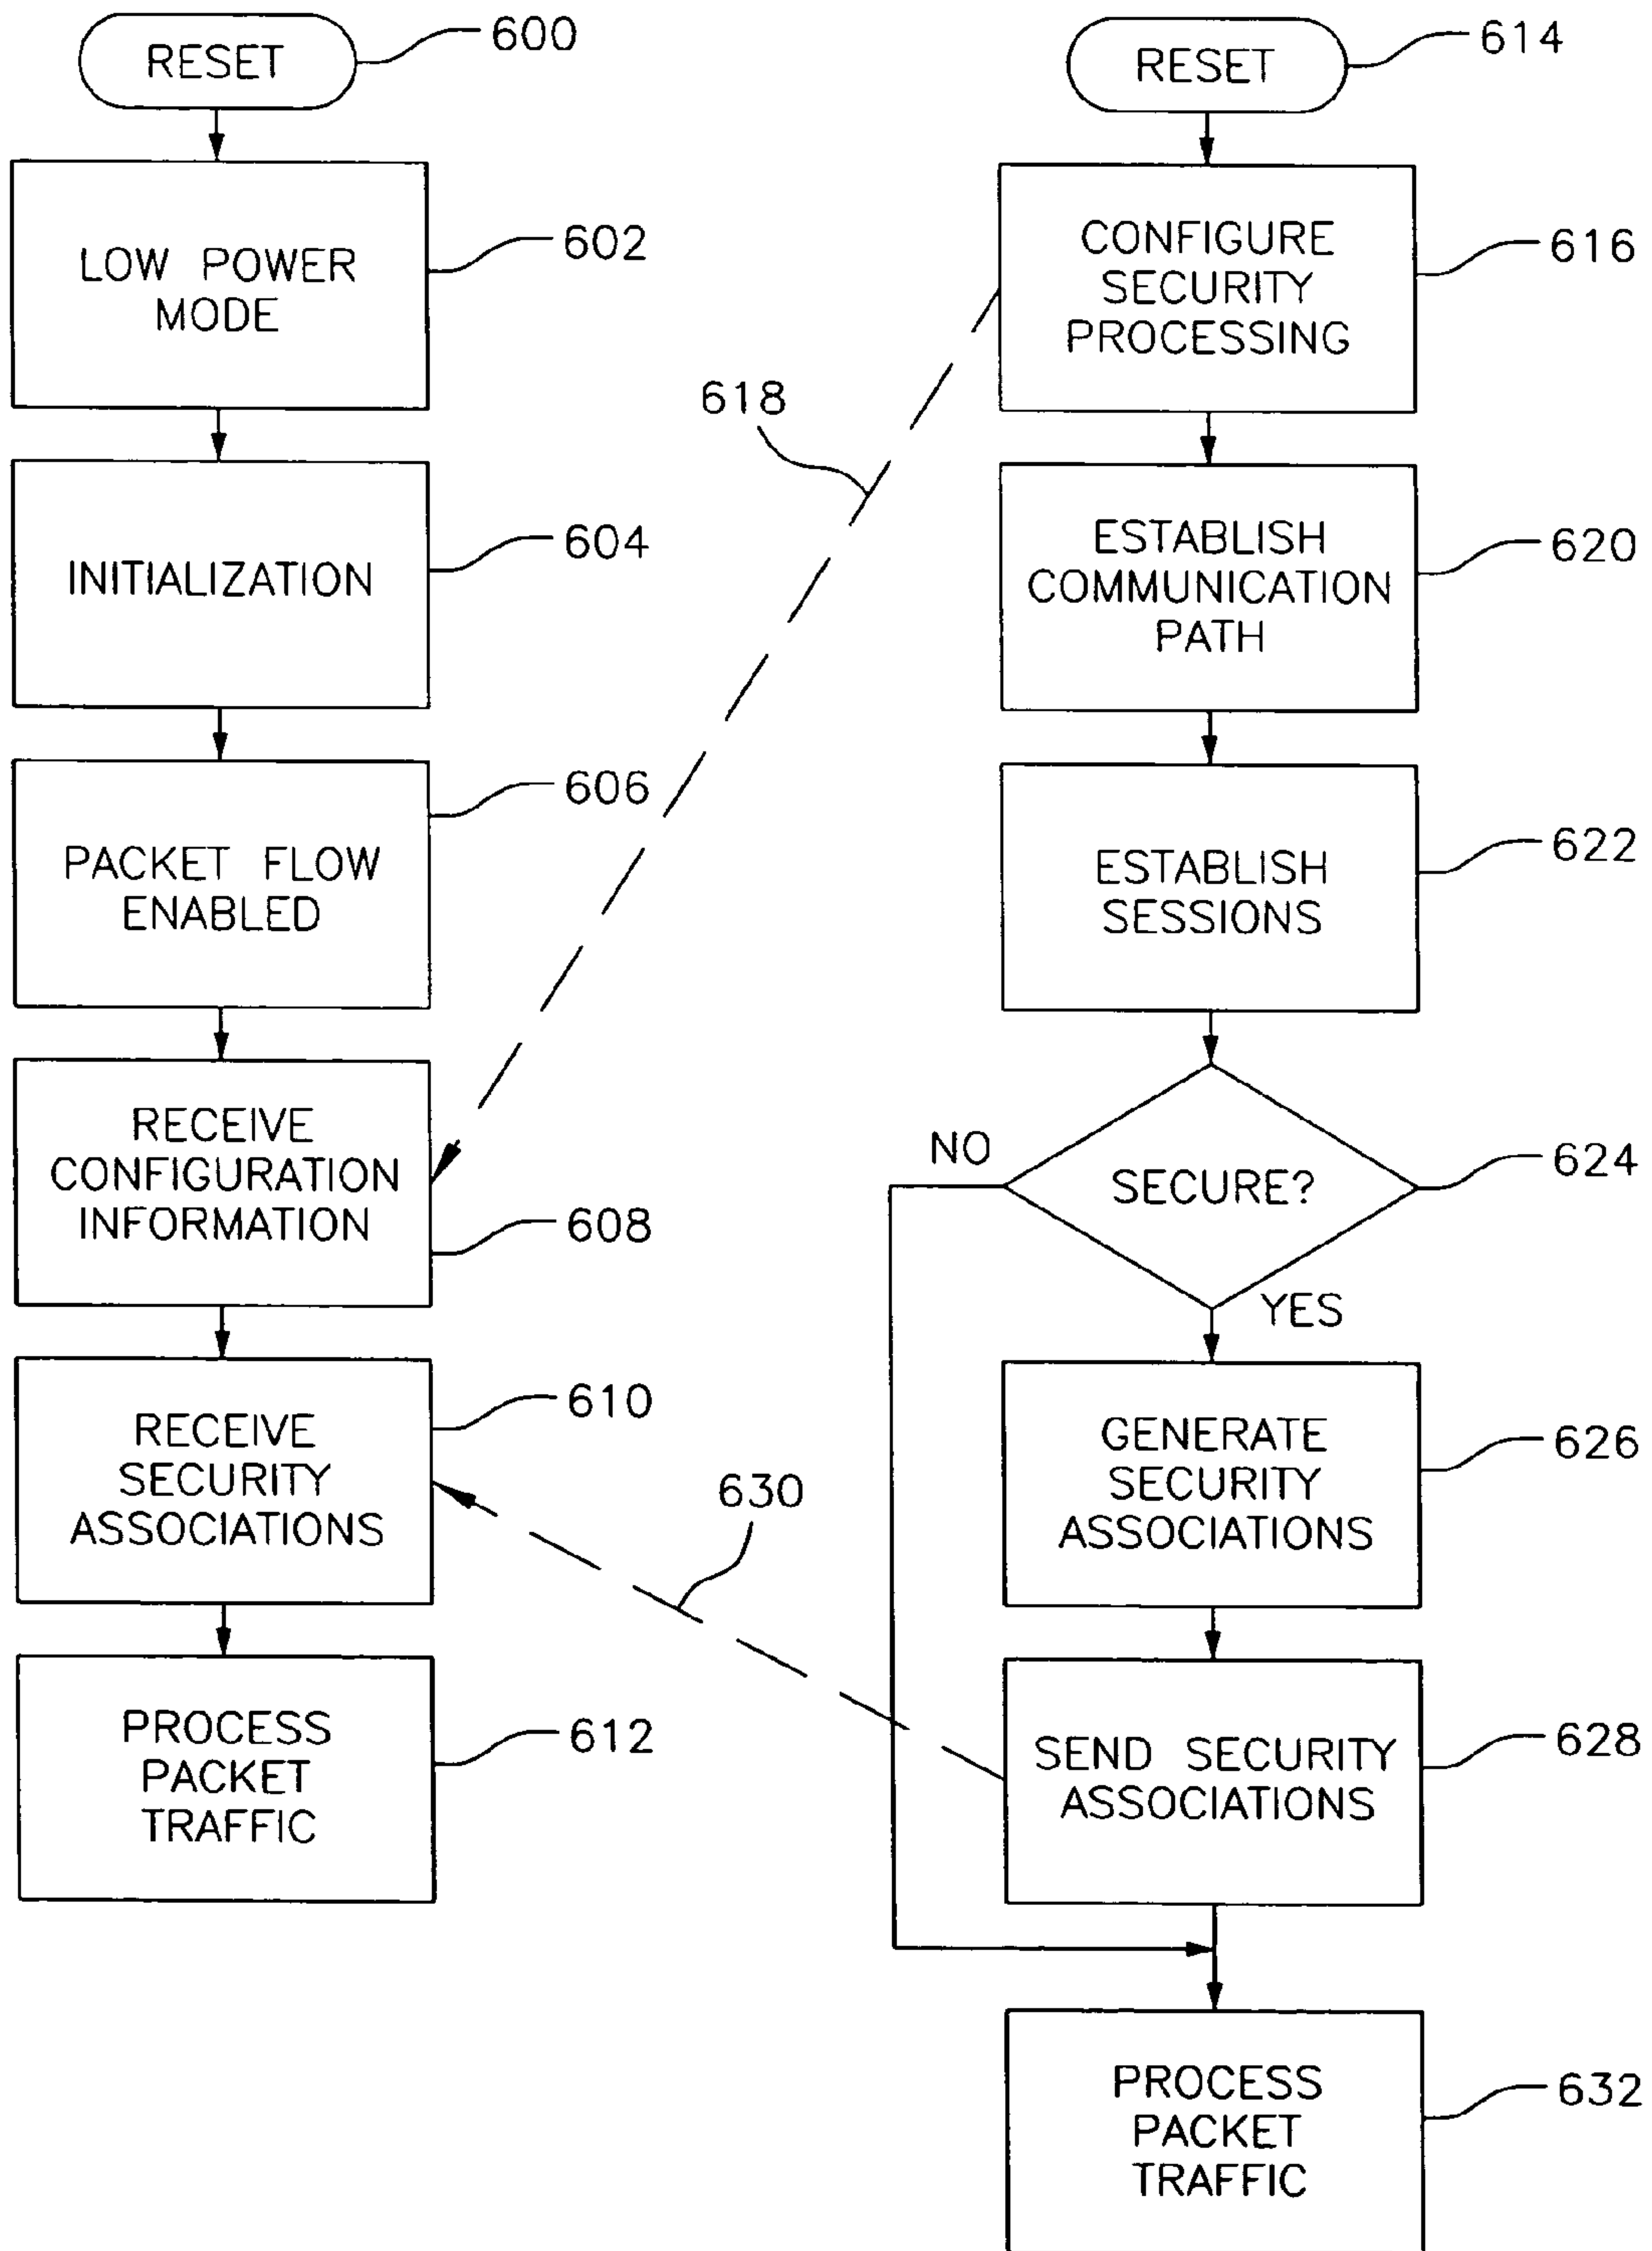 RESET
600
LOW POWER
MODE
602
INITIALIZATION
604
PACKET FLOW
ENABLED
606
RECEIVE
CONFIGURATION
INFORMATION
608
RECEIVE
SECURITY
ASSOCIATIONS
610
PROCESS
PACKET
TRAFFIC
612
618
630
RESET
614
CONFIGURE
SECURITY
PROCESSING
616
ESTABLISH
COMMUNICATION
PATH
620
ESTABLISH
SESSIONS
622
NO
SECURE?
624
YES
GENERATE
SECURITY
ASSOCIATIONS
626
SEND SECURITY
ASSOCIATIONS
628
PROCESS
PACKET
TRAFFIC
632